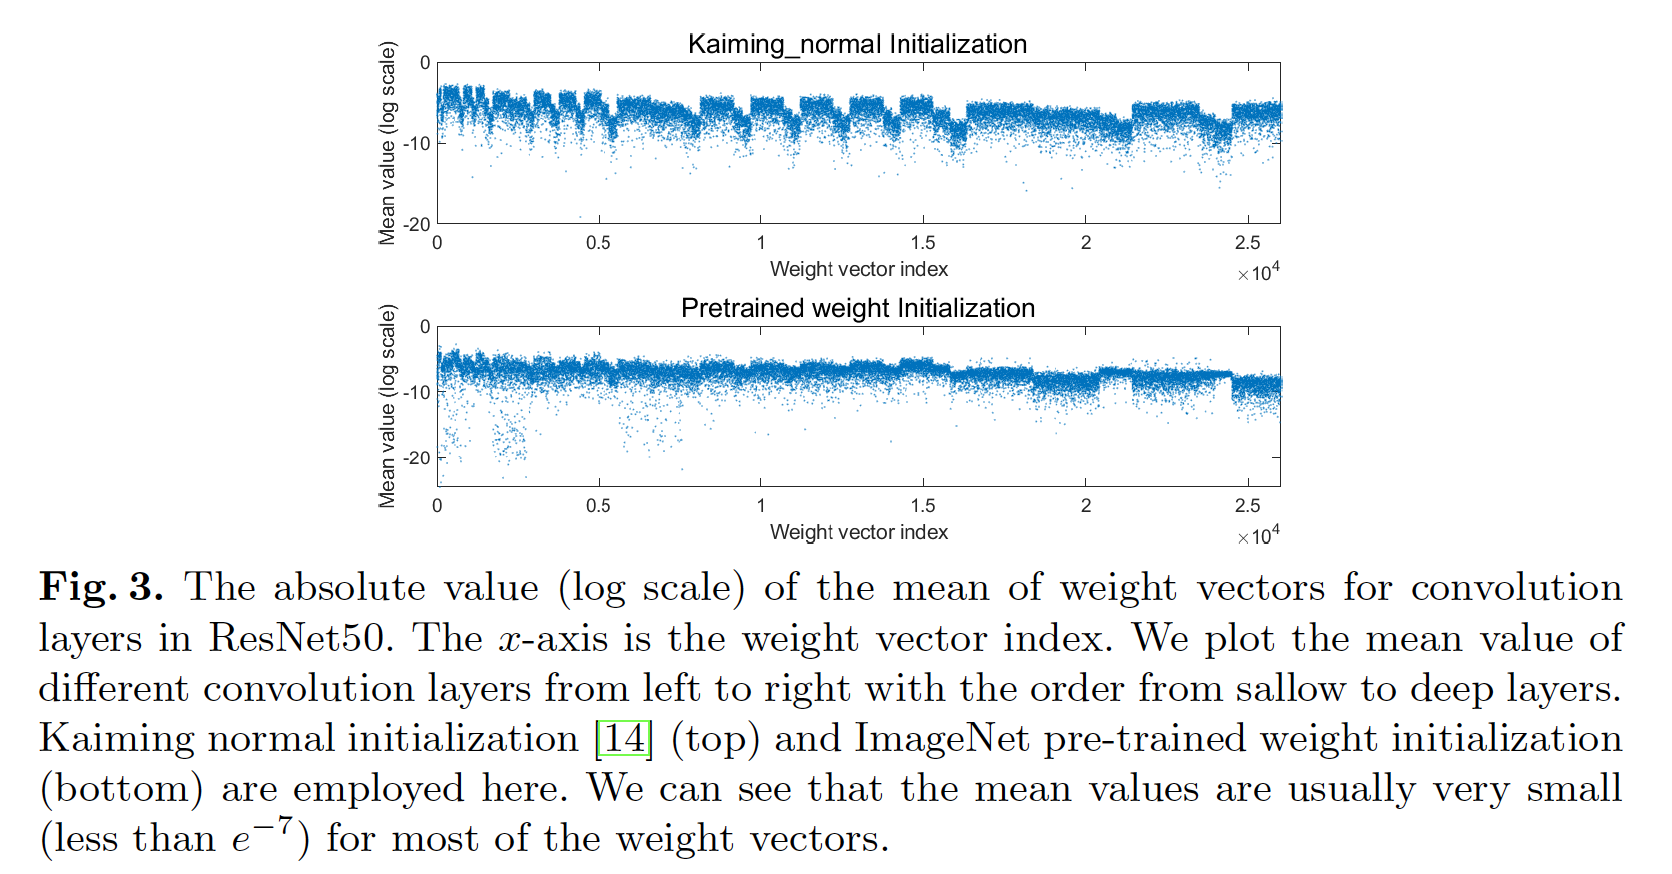 Kaiming_normal Initialization
Mean value (log scale)
0
-10
-20
0 0.5 1 1.5 2 2.5
Weight vector index
×10⁴
Pretrained weight Initialization
Mean value (log scale)
0
-10
-20
0 0.5 1 1.5 2 2.5
Weight vector index
×10⁴
Fig. 3. The absolute value (log scale) of the mean of weight vectors for convolution
layers in ResNet50. The x-axis is the weight vector index. We plot the mean value of
different convolution layers from left to right with the order from sallow to deep layers.
Kaiming normal initialization [14] (top) and ImageNet pre-trained weight initialization
(bottom) are employed here. We can see that the mean values are usually very small
(less than e⁻⁷) for most of the weight vectors.